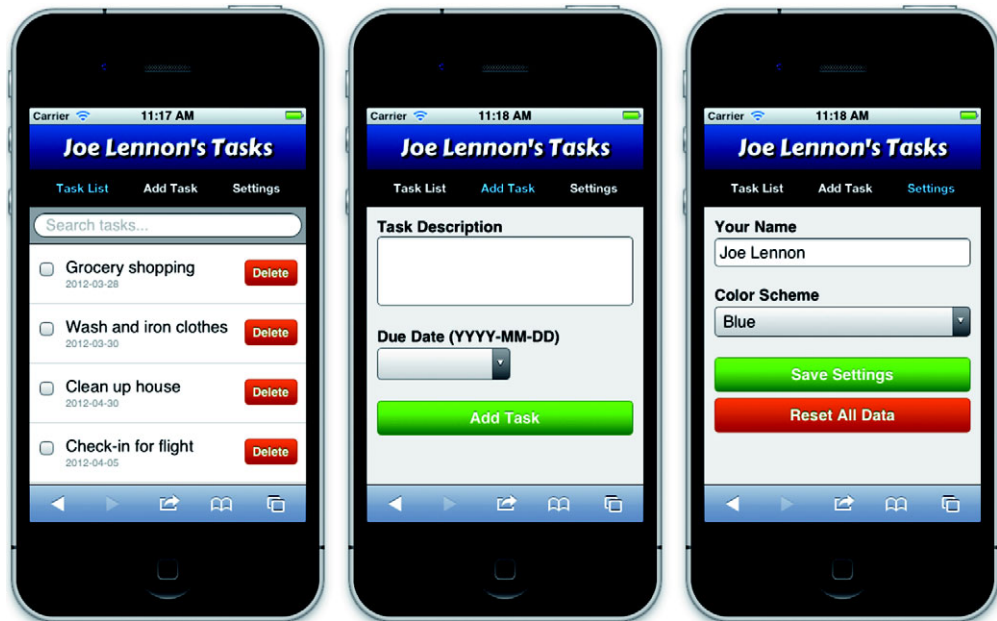 Carrier 11:17 AM
Joe Lennon's Tasks
Task List Add Task Settings
Search tasks...
Grocery shopping Delete
2012-03-28
Wash and iron clothes Delete
2012-03-30
Clean up house Delete
2012-04-30
Check-in for flight Delete
2012-04-05
Carrier 11:18 AM
Joe Lennon's Tasks
Task List Add Task Settings
Task Description
Due Date (YYYY-MM-DD)
Add Task
Carrier 11:18 AM
Joe Lennon's Tasks
Task List Add Task Settings
Your Name
Joe Lennon
Color Scheme
Blue
Save Settings
Reset All Data